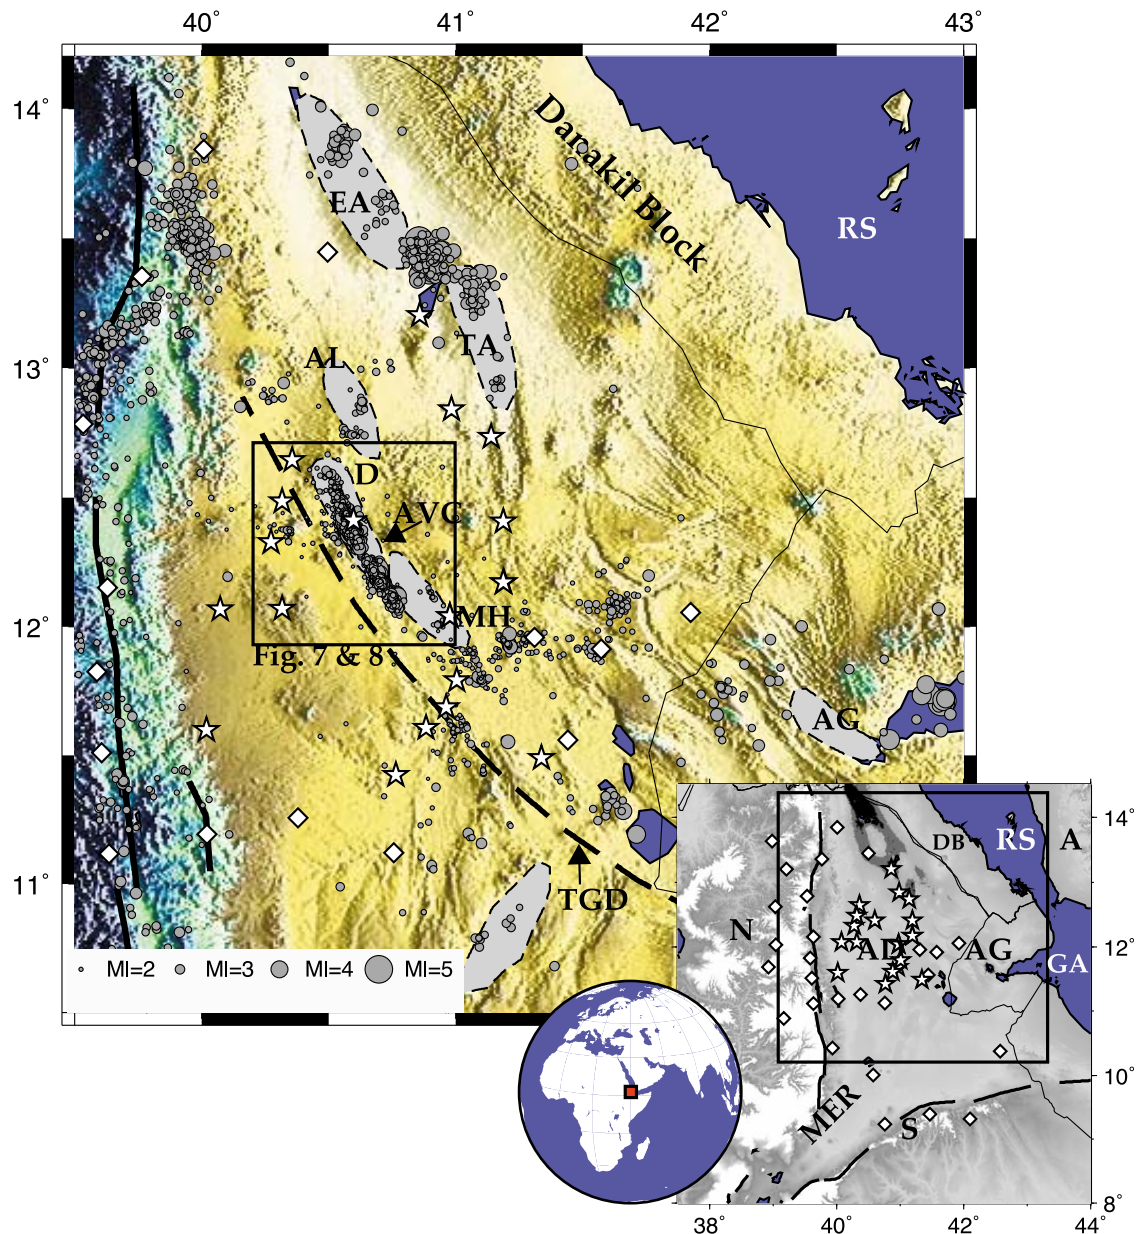 40° 41° 42° 43°
14°
Danakil Block
EA
RS
13°
TA
AL
D
AVC
12°
MH
Fig. 7 & 8
AG
11°
TGD
Ml=2 Ml=3 Ml=4 Ml=5
14°
DB
RS
A
N
12°
AD
AG
GA
10°
MER
S
8°
38° 40° 42° 44°